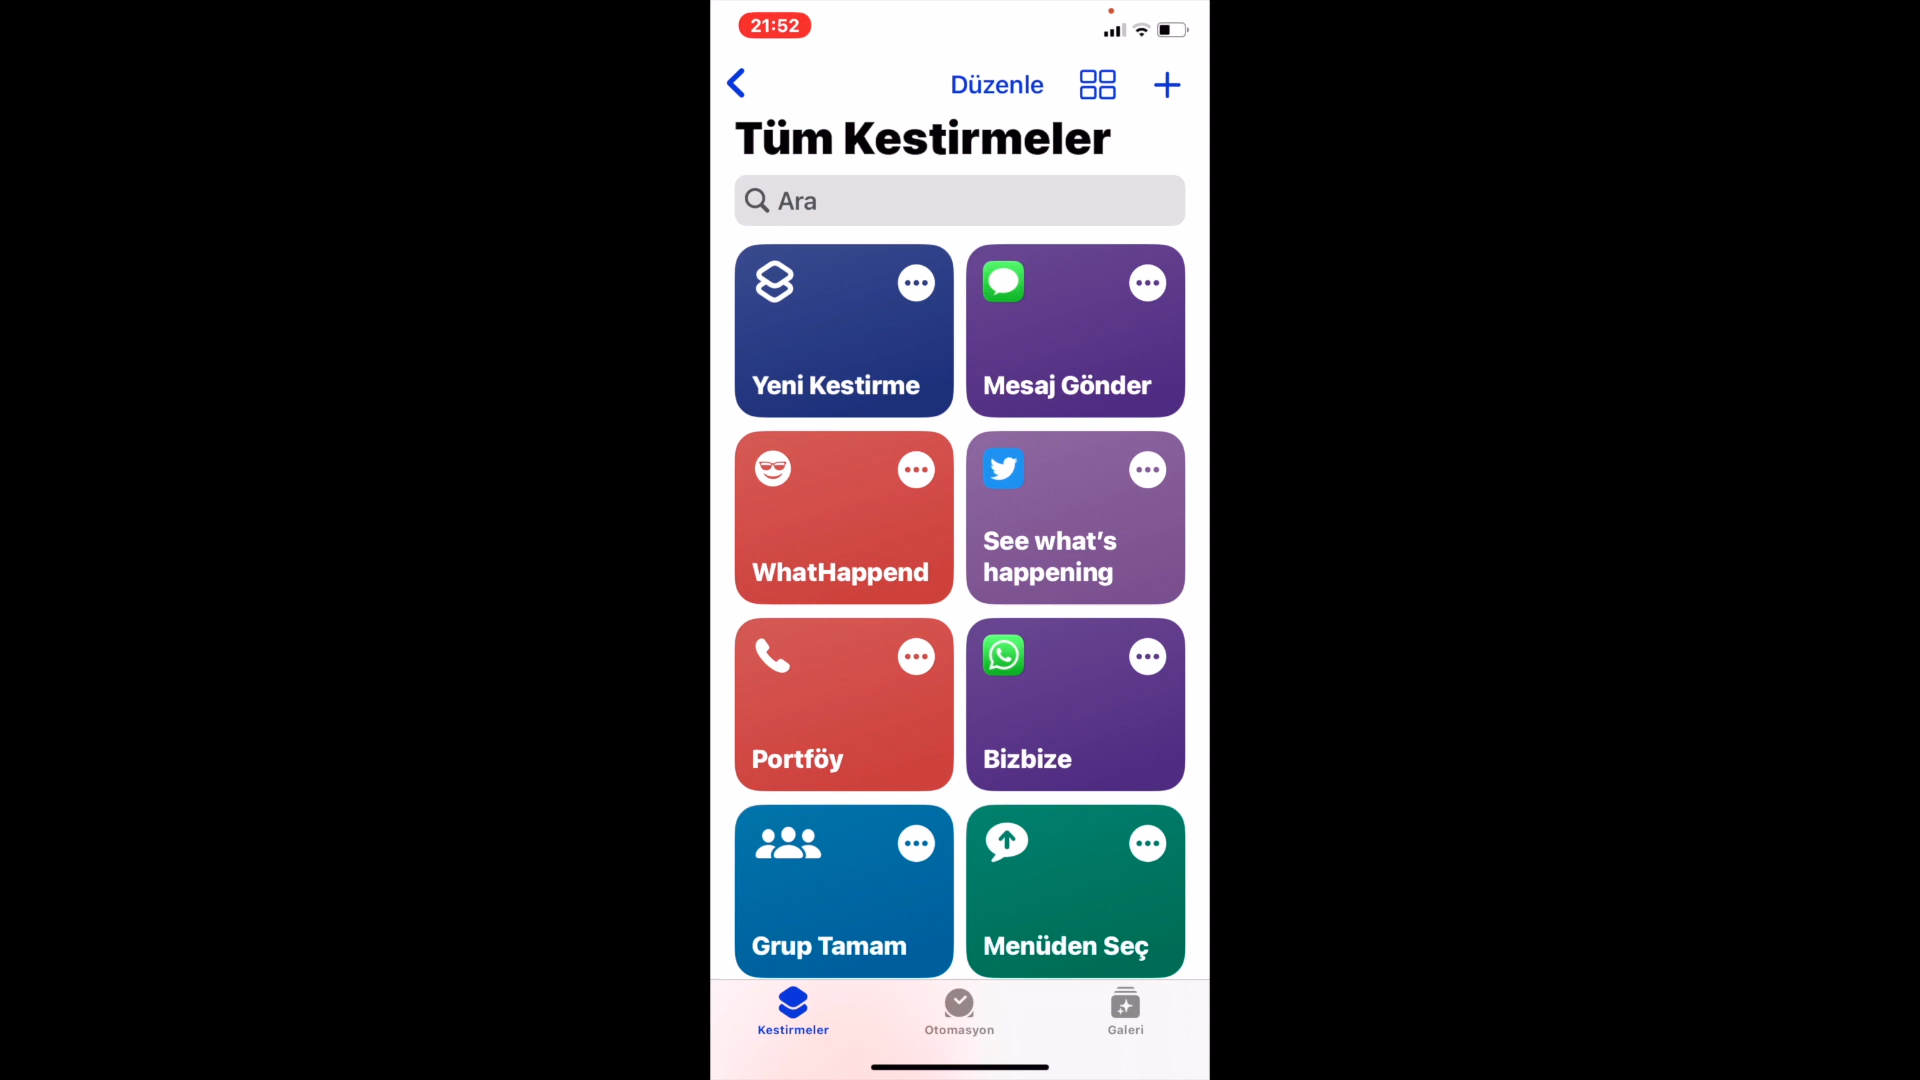 21:52
Düzenle
Tüm Kestirmeler
Ara
Yeni Kestirme
Mesaj Gönder
WhatHappend
See what’s
happening
Portföy
Bizbize
Grup Tamam
Menüden Seç
Kestirmeler
Otomasyon
Galeri